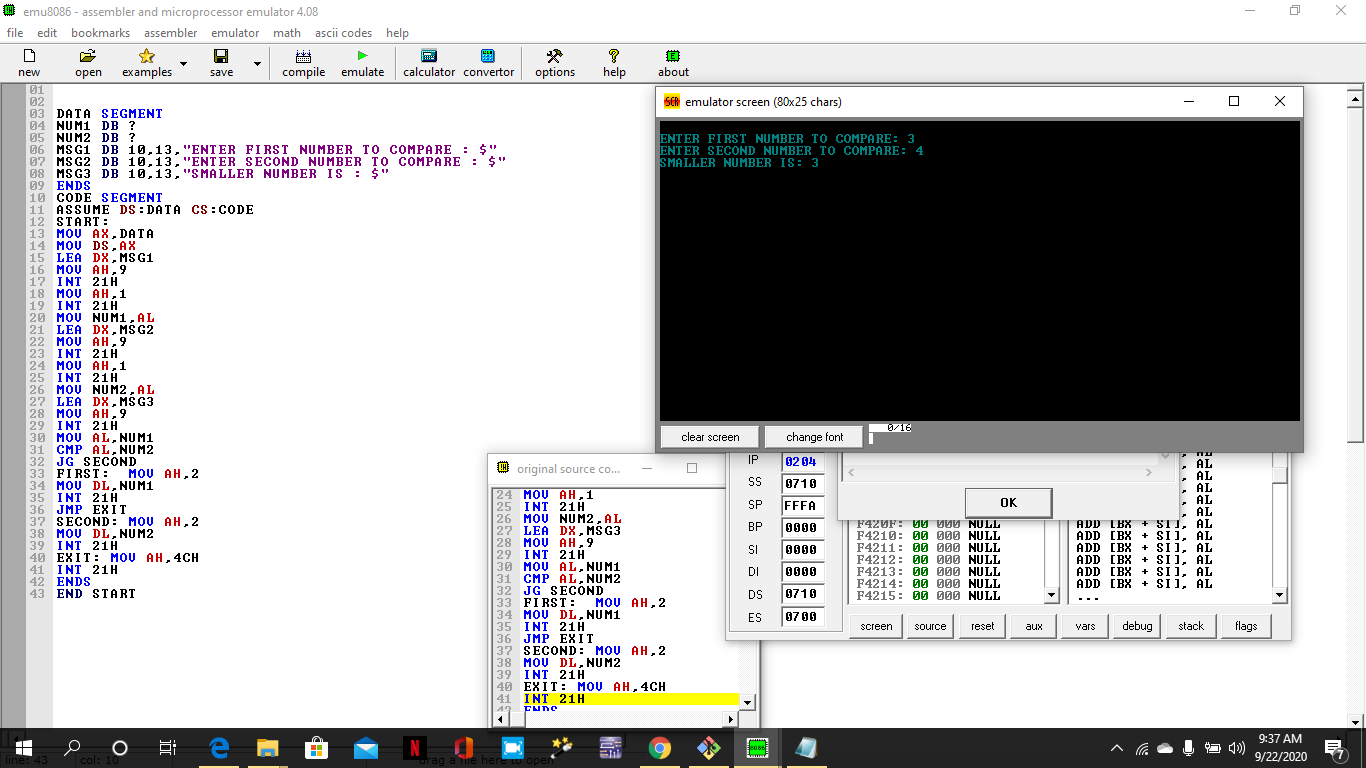 emu8086 - assembler and microprocessor emulator 4.08
file edit bookmarks assembler emulator math ascii codes help
new open examples save compile emulate calculator convertor options help about
01
02
03 DATA SEGMENT
04 NUM1 DB ?
05 NUM2 DB ?
06 MSG1 DB 10,13,"ENTER FIRST NUMBER TO COMPARE : $"
07 MSG2 DB 10,13,"ENTER SECOND NUMBER TO COMPARE : $"
08 MSG3 DB 10,13,"SMALLER NUMBER IS : $"
09 ENDS
10 CODE SEGMENT
11 ASSUME DS:DATA CS:CODE
12 START:
13 MOV AX,DATA
14 MOV DS,AX
15 LEA DX,MSG1
16 MOV AH,9
17 INT 21H
18 MOV AH,1
19 INT 21H
20 MOV NUM1,AL
21 LEA DX,MSG2
22 MOV AH,9
23 INT 21H
24 MOV AH,1
25 INT 21H
26 MOV NUM2,AL
27 LEA DX,MSG3
28 MOV AH,9
29 INT 21H
30 MOV AL,NUM1
31 CMP AL,NUM2
32 JG SECOND
33 FIRST:  MOV AH,2
34 MOV DL,NUM1
35 INT 21H
36 JMP EXIT
37 SECOND: MOV AH,2
38 MOV DL,NUM2
39 INT 21H
40 EXIT: MOV AH,4CH
41 INT 21H
42 ENDS
43 END START
SCR emulator screen (80x25 chars)
ENTER FIRST NUMBER TO COMPARE: 3
ENTER SECOND NUMBER TO COMPARE: 4
SMALLER NUMBER IS: 3
clear screen change font 0/16
original source co...
24 MOV AH,1
25 INT 21H
26 MOV NUM2,AL
27 LEA DX,MSG3
28 MOV AH,9
29 INT 21H
30 MOV AL,NUM1
31 CMP AL,NUM2
32 JG SECOND
33 FIRST:  MOV AH,2
34 MOV DL,NUM1
35 INT 21H
36 JMP EXIT
37 SECOND: MOV AH,2
38 MOV DL,NUM2
39 INT 21H
40 EXIT: MOV AH,4CH
41 INT 21H
42 ENDS
IP 0204
SS 0710
SP FFFA
BP 0000
SI 0000
DI 0000
DS 0710
ES 0700
OK
, AL
, AL
, AL
, AL
, AL
, AL
F420F: 00 000 NULL ADD [BX + SI], AL
F4210: 00 000 NULL ADD [BX + SI], AL
F4211: 00 000 NULL ADD [BX + SI], AL
F4212: 00 000 NULL ADD [BX + SI], AL
F4213: 00 000 NULL ADD [BX + SI], AL
F4214: 00 000 NULL ADD [BX + SI], AL
F4215: 00 000 NULL ...
screen source reset aux vars debug stack flags
9:37 AM
9/22/2020
7
line: 43 col: 10 drag a file here to open